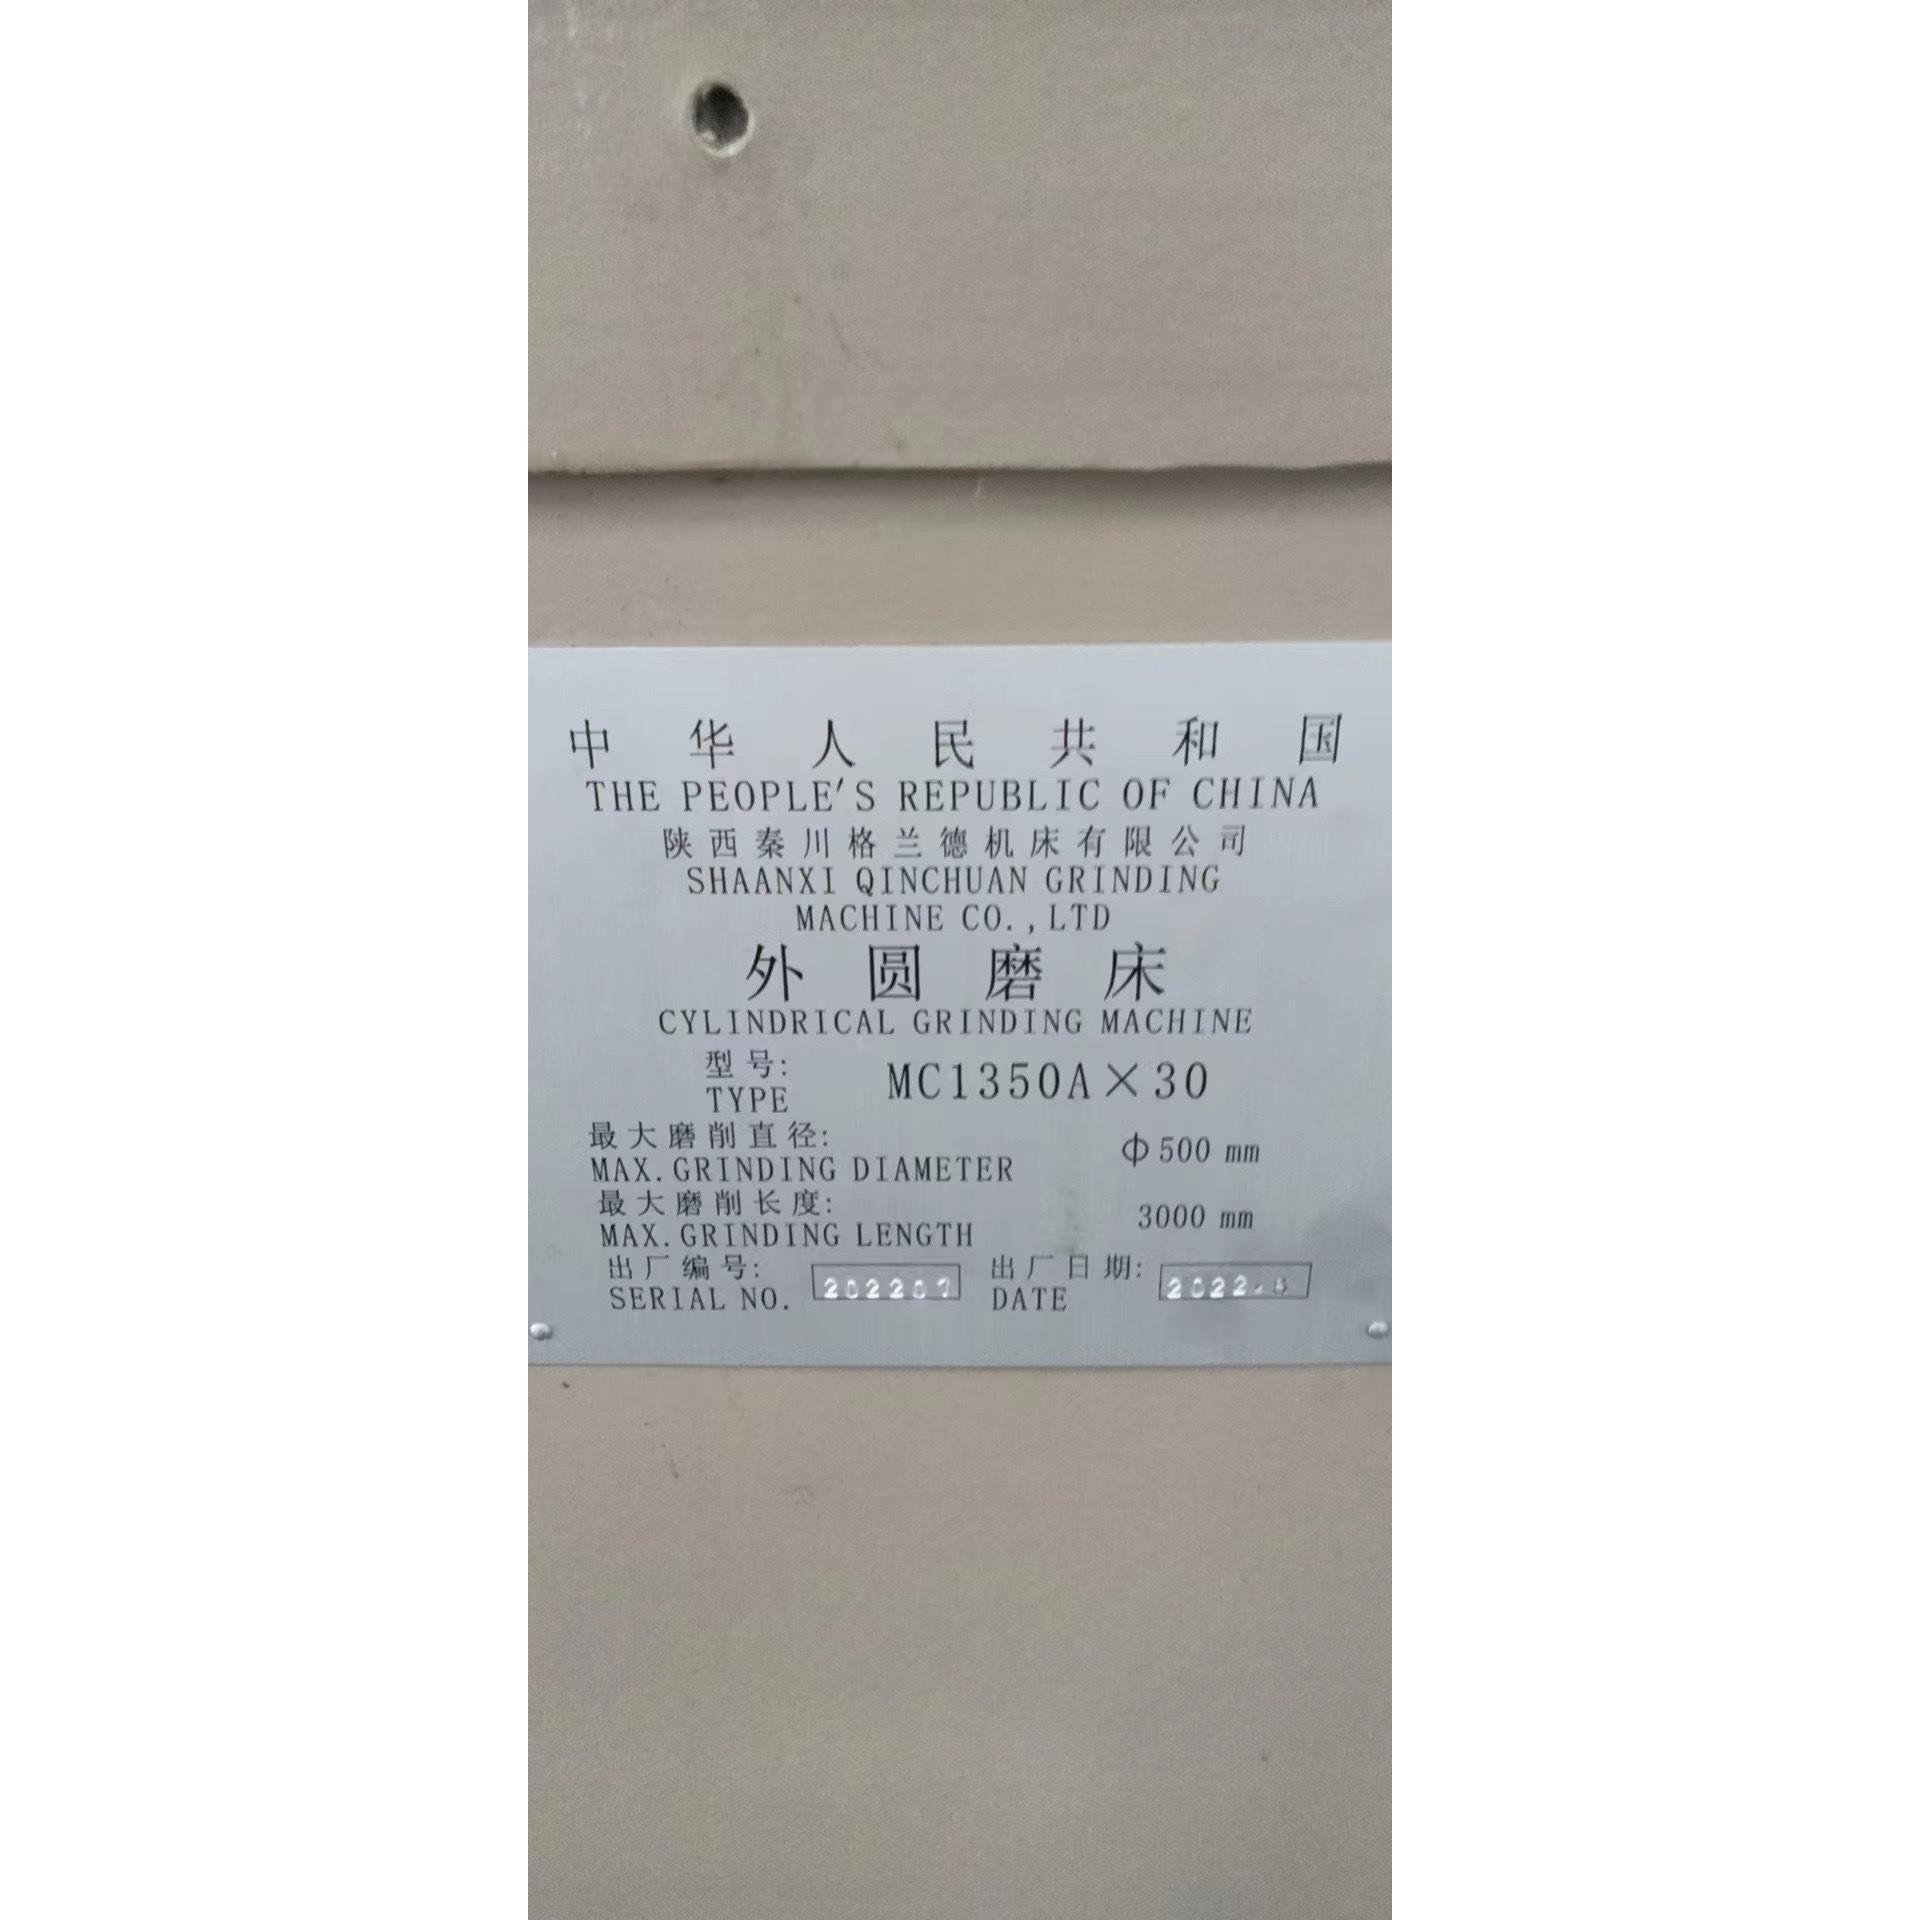 中华人民共和国
THE PEOPLE'S REPUBLIC OF CHINA
陕西秦川格兰德机床有限公司
SHAANXI QINCHUAN GRINDING
MACHINE CO.,LTD
外圆磨床
CYLINDRICAL GRINDING MACHINE
型号: MC1350A×30
TYPE
最大磨削直径: Φ500 mm
MAX.GRINDING DIAMETER
最大磨削长度: 3000 mm
MAX.GRINDING LENGTH
出厂编号: 202207 出厂日期:
SERIAL NO. DATE